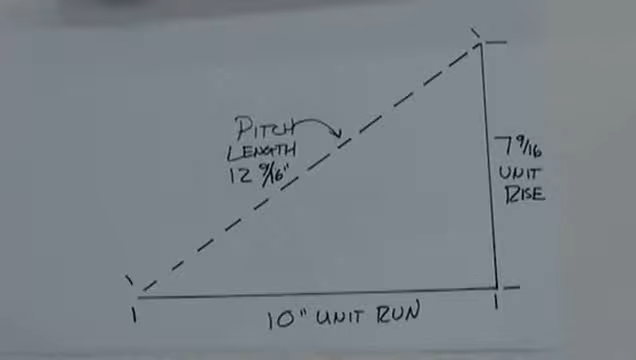 PITCH
LENGTH
12 9/16"
7 9/16
UNIT
RISE
10" UNIT RUN